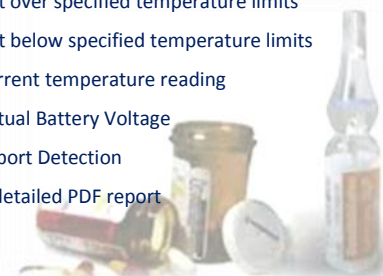 t over specified temperature limits
t below specified temperature limits
rrent temperature reading
tual Battery Voltage
port Detection
detailed PDF report